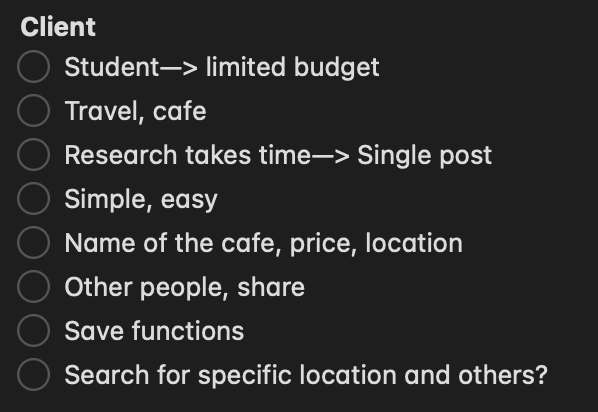 Client
Student—> limited budget
Travel, cafe
Research takes time—> Single post
Simple, easy
Name of the cafe, price, location
Other people, share
Save functions
Search for specific location and others?